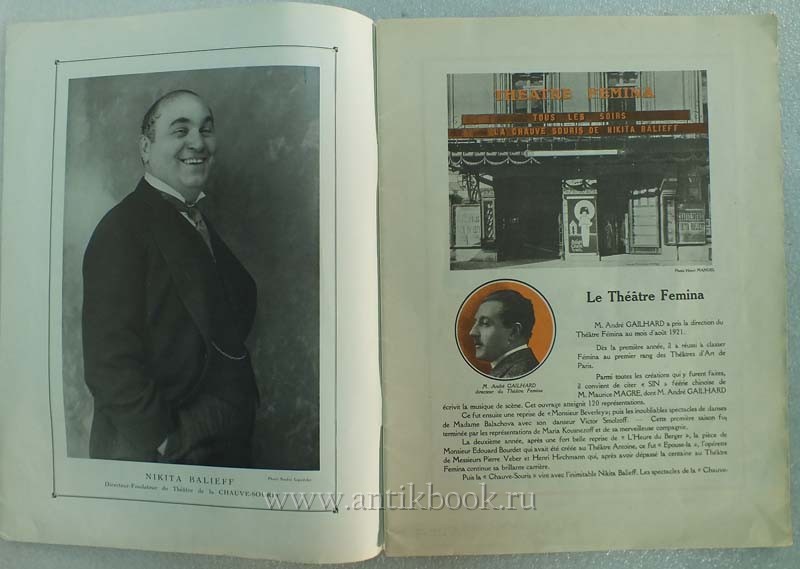 NIKITA BALIEFF
Directeur-Fondateur du Théâtre de la CHAUVE-SOURIS
THÉATRE FÉMINA
TOUS LES SOIRS
LA CHAUVE SOURIS DE NIKITA BALIEFF
Photo Henri MANUEL
Le Théâtre Femina
M. André GAILHARD
directeur du Théâtre Femina
M. André GAILHARD a pris la direction du
Théâtre Fémina au mois d'août 1921.
Dès la première année, il a réussi à classer
Fémina au premier rang des Théâtres d'Art de
Paris.
Parmi toutes les créations qui y furent faites,
il convient de citer « SIN » féérie chinoise de
M. Maurice MAGRE, dont M. André GAILHARD
écrivit la musique de scène. Cet ouvrage atteignit 120 représentations.
Ce fut ensuite une reprise de «Monsieur Beverley»; puis les inoubliables spectacles de danses
de Madame Balachova avec son danseur Victor Smolzoff. — Cette première saison fut
terminée par les représentations de Maria Kousnezoff et de sa merveilleuse compagnie.
La deuxième année, après une fort belle reprise de « L'Heure du Berger », la pièce de
Monsieur Edouard Bourdet qui avait été créée au Théâtre Antoine, ce fut « Epouse-la », l'opérette
de Messieurs Pierre Veber et Henri Hirchmann qui, après avoir dépassé la centaine au Théâtre
Femina continue sa brillante carrière.
Puis la « Chauve-Souris » vint avec l'inimitable Nikita Balieff. Les spectacles de la « Chauve-
www.antikbook.ru